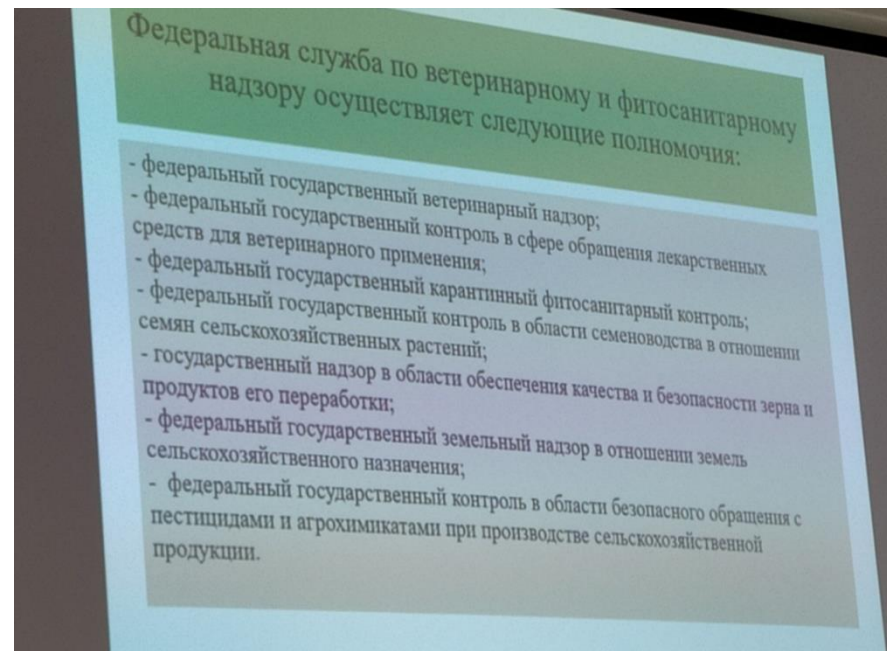 Федеральная служба по ветеринарному и фитосанитарному
надзору осуществляет следующие полномочия:
- федеральный государственный ветеринарный надзор;
- федеральный государственный контроль в сфере обращения лекарственных
средств для ветеринарного применения;
- федеральный государственный карантинный фитосанитарный контроль;
- федеральный государственный контроль в области семеноводства в отношении
семян сельскохозяйственных растений;
- государственный надзор в области обеспечения качества и безопасности зерна и
продуктов его переработки;
- федеральный государственный земельный надзор в отношении земель
сельскохозяйственного назначения;
- федеральный государственный контроль в области безопасного обращения с
пестицидами и агрохимикатами при производстве сельскохозяйственной
продукции.